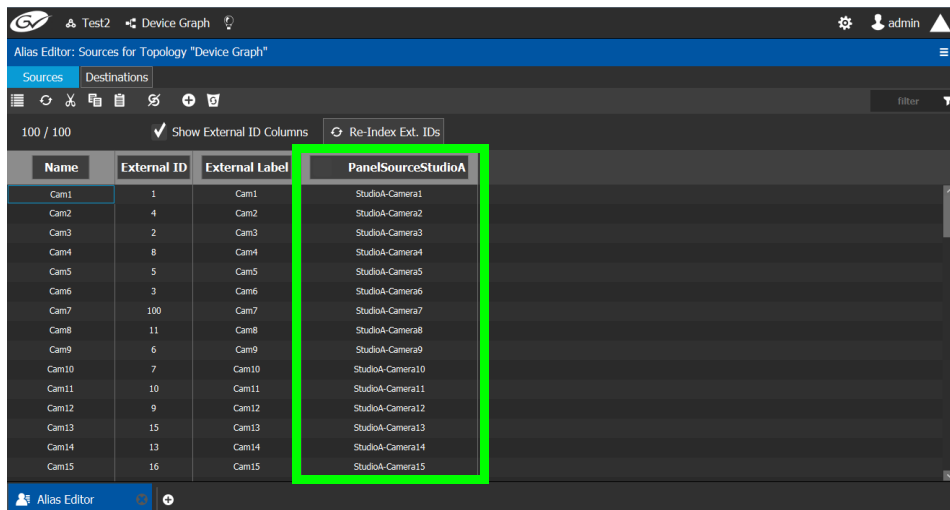 GV Test2 Device Graph admin
Alias Editor: Sources for Topology "Device Graph"
Sources Destinations
filter
100 / 100 Show External ID Columns Re-Index Ext. IDs
Name External ID External Label PanelSourceStudioA
Cam1 1 Cam1 StudioA-Camera1
Cam2 4 Cam2 StudioA-Camera2
Cam3 2 Cam3 StudioA-Camera3
Cam4 8 Cam4 StudioA-Camera4
Cam5 5 Cam5 StudioA-Camera5
Cam6 3 Cam6 StudioA-Camera6
Cam7 100 Cam7 StudioA-Camera7
Cam8 11 Cam8 StudioA-Camera8
Cam9 6 Cam9 StudioA-Camera9
Cam10 7 Cam10 StudioA-Camera10
Cam11 10 Cam11 StudioA-Camera11
Cam12 9 Cam12 StudioA-Camera12
Cam13 15 Cam13 StudioA-Camera13
Cam14 13 Cam14 StudioA-Camera14
Cam15 16 Cam15 StudioA-Camera15
Alias Editor